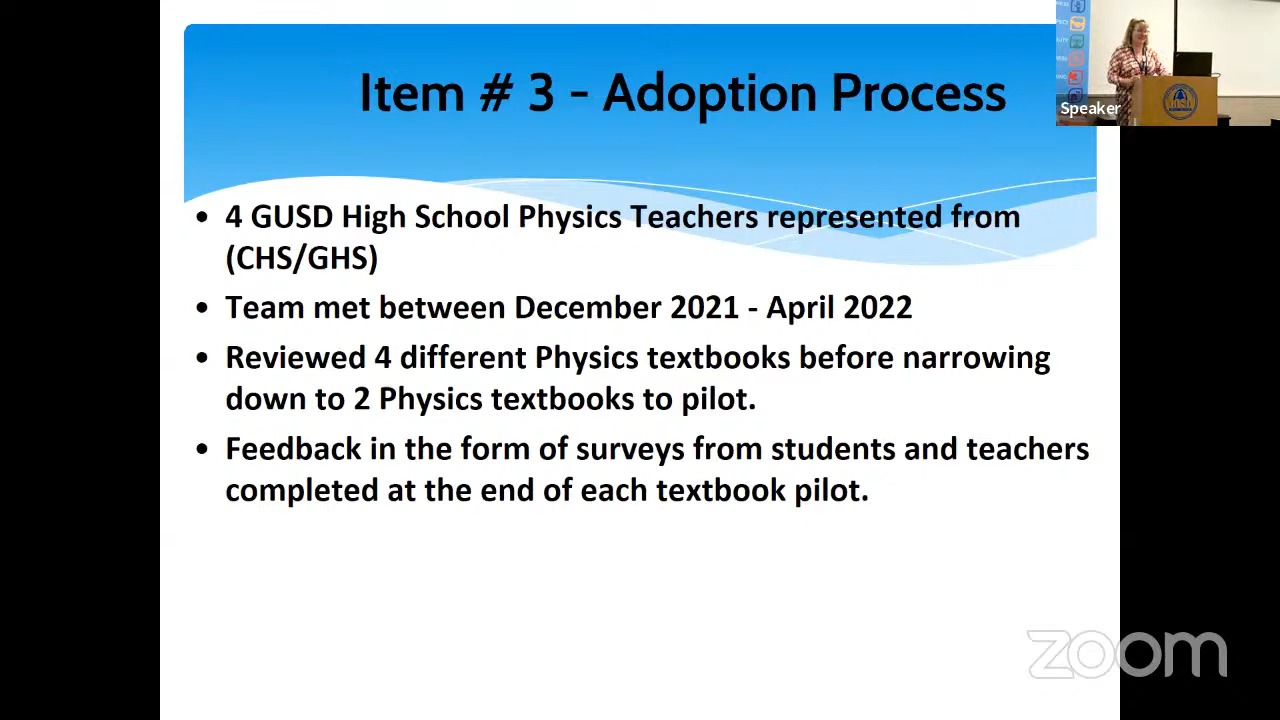 Item # 3 - Adoption Process
Speaker
• 4 GUSD High School Physics Teachers represented from
(CHS/GHS)
• Team met between December 2021 - April 2022
• Reviewed 4 different Physics textbooks before narrowing
down to 2 Physics textbooks to pilot.
• Feedback in the form of surveys from students and teachers
completed at the end of each textbook pilot.
zoom